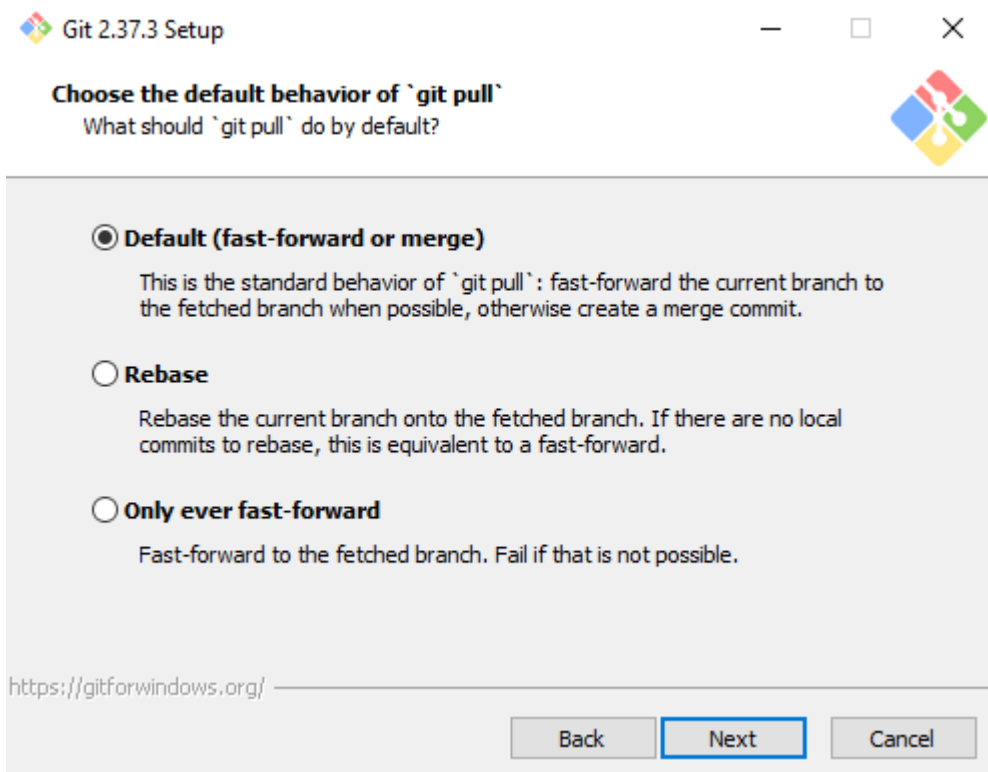 Git 2.37.3 Setup
Choose the default behavior of `git pull`
What should `git pull` do by default?
Default (fast-forward or merge)
This is the standard behavior of `git pull`: fast-forward the current branch to
the fetched branch when possible, otherwise create a merge commit.
Rebase
Rebase the current branch onto the fetched branch. If there are no local
commits to rebase, this is equivalent to a fast-forward.
Only ever fast-forward
Fast-forward to the fetched branch. Fail if that is not possible.
https://gitforwindows.org/
Back Next Cancel